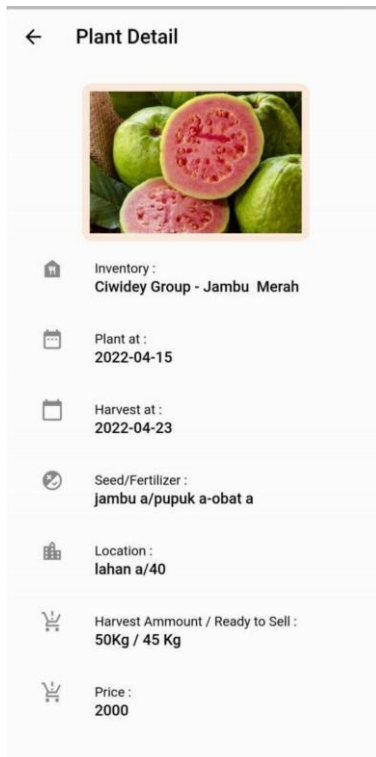 Plant Detail
Inventory :
Ciwidey Group - Jambu  Merah
Plant at :
2022-04-15
Harvest at :
2022-04-23
Seed/Fertilizer :
jambu a/pupuk a-obat a
Location :
lahan a/40
Harvest Ammount / Ready to Sell :
50Kg / 45 Kg
Price :
2000